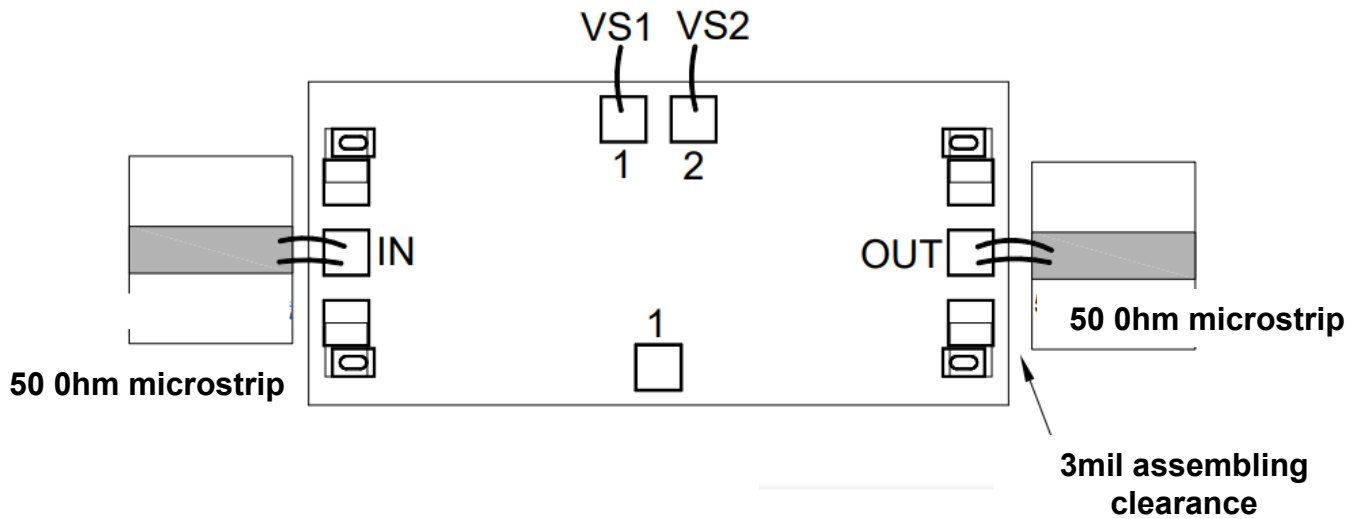 VS1 VS2
1 2
IN
OUT
1
50 0hm microstrip
50 0hm microstrip
3mil assembling
clearance